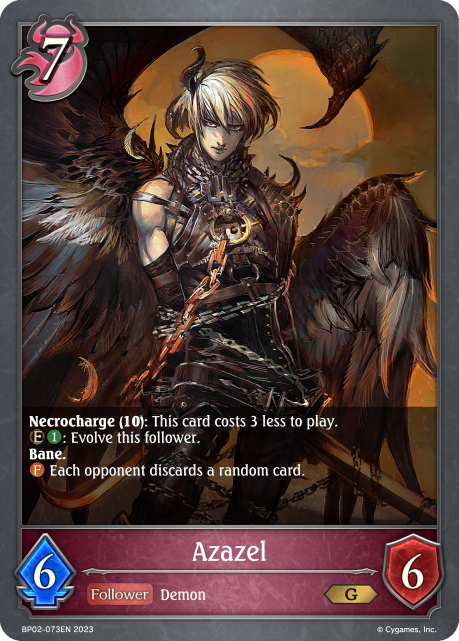 7
Necrocharge (10): This card costs 3 less to play.
E 1: Evolve this follower.
Bane.
F Each opponent discards a random card.
Azazel
6
Follower Demon
G
6
BP02-073EN 2023
© Cygames, Inc.